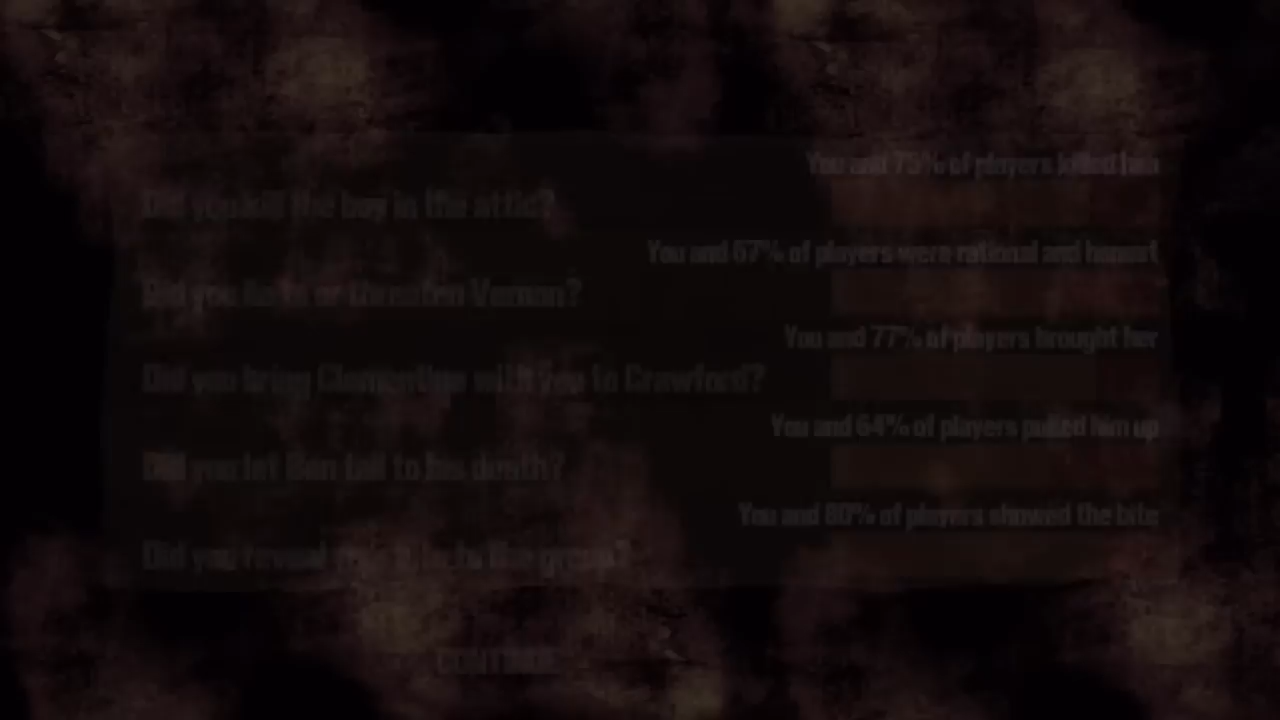 You and 75% of players killed him
Did you kill the boy in the attic?
You and 67% of players were rational and honest
Did you lie to or threaten Vernon?
You and 77% of players brought her
Did you bring Clementine with you to Crawford?
You and 64% of players pulled him up
Did you let Ben fall to his death?
You and 80% of players showed the bite
Did you reveal the bite to the group?
CONTINUE